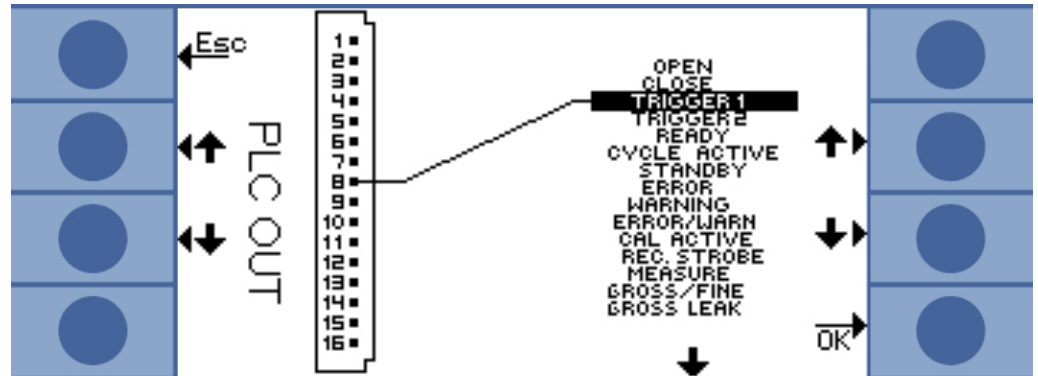 Esc
PLC OUT
1
2
3
4
5
6
7
8
9
10
11
12
13
14
15
16
OPEN
CLOSE
TRIGGER 1
TRIGGER 2
READY
CYCLE ACTIVE
STANDBY
ERROR
WARNING
ERROR/WARN
CAL ACTIVE
REC. STROBE
MEASURE
GROSS/FINE
GROSS LEAK
OK